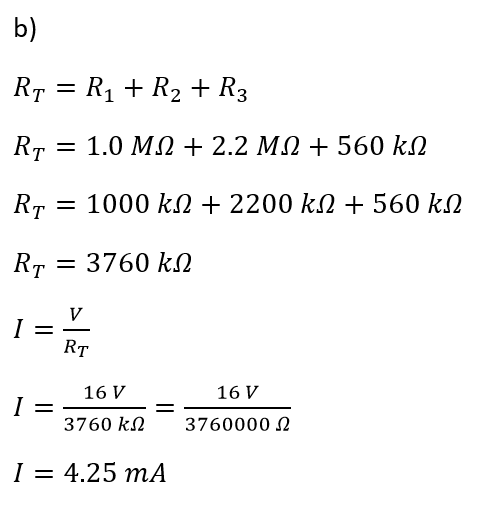 b)
R_T = R_1 + R_2 + R_3
R_T = 1.0 MΩ + 2.2 MΩ + 560 kΩ
R_T = 1000 kΩ + 2200 kΩ + 560 kΩ
R_T = 3760 kΩ
I = V/R_T
I = 16 V/3760 kΩ = 16 V/3760000 Ω
I = 4.25 mA